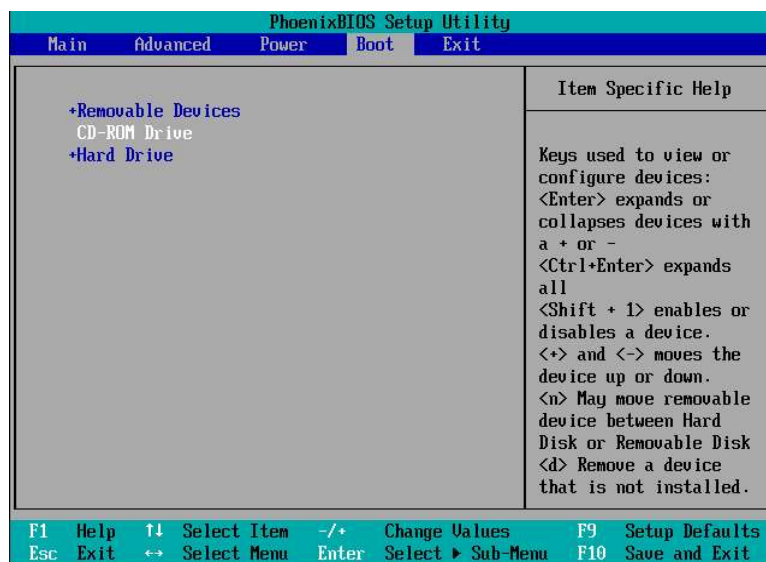 PhoenixBIOS Setup Utility
Main Advanced Power Boot Exit
Item Specific Help
+Removable Devices
CD-ROM Drive
+Hard Drive
Keys used to view or
configure devices:
<Enter> expands or
collapses devices with
a + or -
<Ctrl+Enter> expands
all
<Shift + 1> enables or
disables a device.
<+> and <-> moves the
device up or down.
<n> May move removable
device between Hard
Disk or Removable Disk
<d> Remove a device
that is not installed.
F1 Help ↑↓ Select Item -/+ Change Values F9 Setup Defaults
Esc Exit ↔ Select Menu Enter Select ▶ Sub-Menu F10 Save and Exit